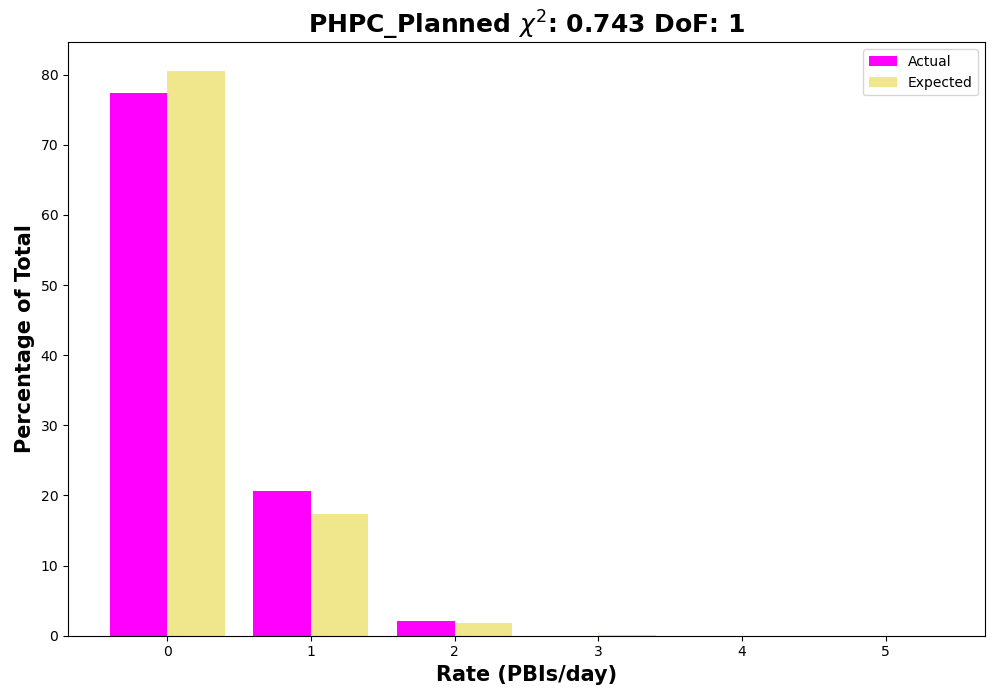 PHPC_Planned χ²: 0.743 DoF: 1
Actual
Expected
Percentage of Total
80
70
60
50
40
30
20
10
0
0 1 2 3 4 5
Rate (PBIs/day)